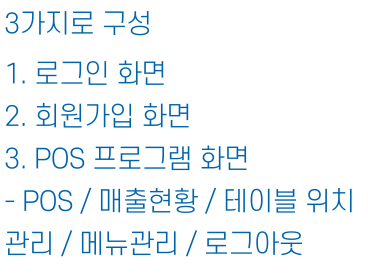 3가지로 구성
1. 로그인 화면
2. 회원가입 화면
3. POS 프로그램 화면
- POS / 매출현황 / 테이블 위치
관리 / 메뉴관리 / 로그아웃